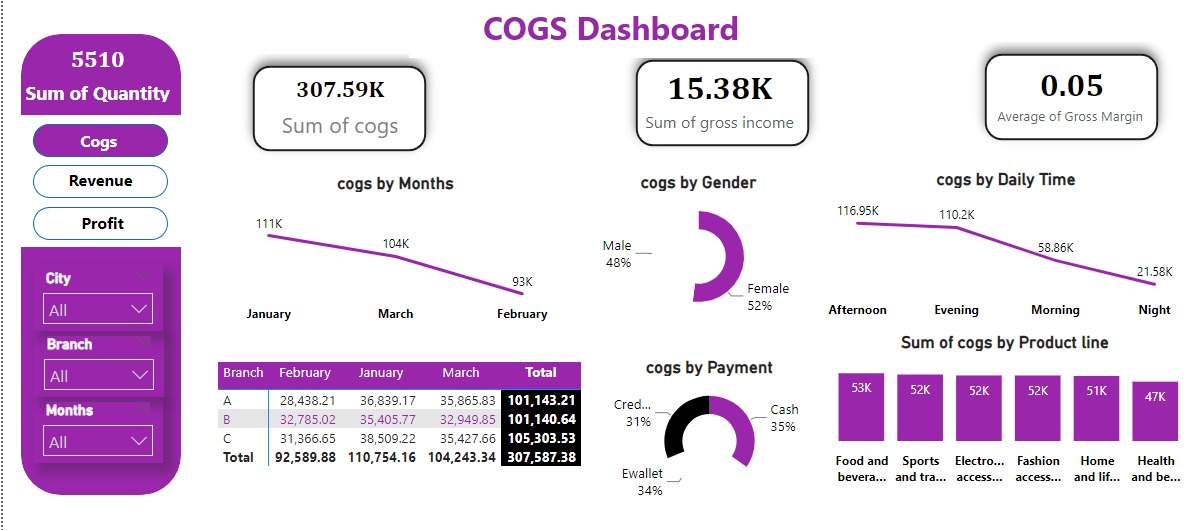 COGS Dashboard
5510
Sum of Quantity
Cogs
Revenue
Profit
City
All
Branch
All
Months
All
307.59K
Sum of cogs
15.38K
Sum of gross income
0.05
Average of Gross Margin
cogs by Months
111K
104K
93K
January March February
cogs by Gender
Male
48%
Female
52%
cogs by Daily Time
116.95K
110.2K
58.86K
21.58K
Afternoon Evening Morning Night
Branch February January March Total
A 28,438.21 36,839.17 35,865.83 101,143.21
B 32,785.02 35,405.77 32,949.85 101,140.64
C 31,366.65 38,509.22 35,427.66 105,303.53
Total 92,589.88 110,754.16 104,243.34 307,587.38
cogs by Payment
Cred...
31%
Cash
35%
Ewallet
34%
Sum of cogs by Product line
53K 52K 52K 52K 51K 47K
Food and Sports Electro... Fashion Home Health
bevera... and tra... access... access... and lif... and be...